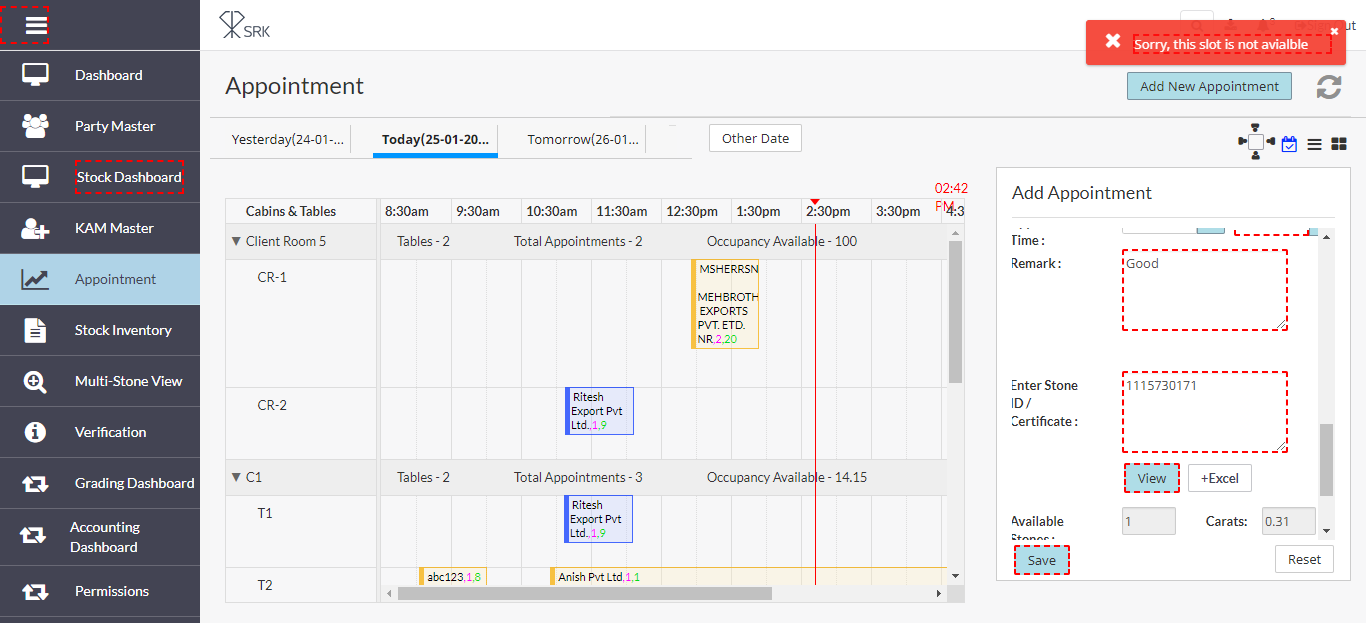 SRK
Sorry, this slot is not avialble
Dashboard
Party Master
Stock Dashboard
KAM Master
Appointment
Stock Inventory
Multi-Stone View
Verification
Grading Dashboard
Accounting
Dashboard
Permissions
Appointment
Add New Appointment
Yesterday(24-01-...
Today(25-01-20...
Tomorrow(26-01...
Other Date
02:42
PM
Cabins & Tables
8:30am
9:30am
10:30am
11:30am
12:30pm
1:30pm
2:30pm
3:30pm
4:3
Client Room 5
Tables - 2
Total Appointments - 2
Occupancy Available - 100
CR-1
MSHERRSN
MEHBROTH
EXPORTS
PVT. ETD.
NR,2,20
CR-2
Ritesh
Export Pvt
Ltd.,1,9
C1
Tables - 2
Total Appointments - 3
Occupancy Available - 14.15
T1
Ritesh
Export Pvt
Ltd.,1,9
T2
abc123,1,8
Anish Pvt Ltd.1,1
Add Appointment
Time :
Remark :
Good
Enter Stone
ID /
Certificate :
1115730171
View
+Excel
Available
Stones :
1
Carats:
0.31
Save
Reset